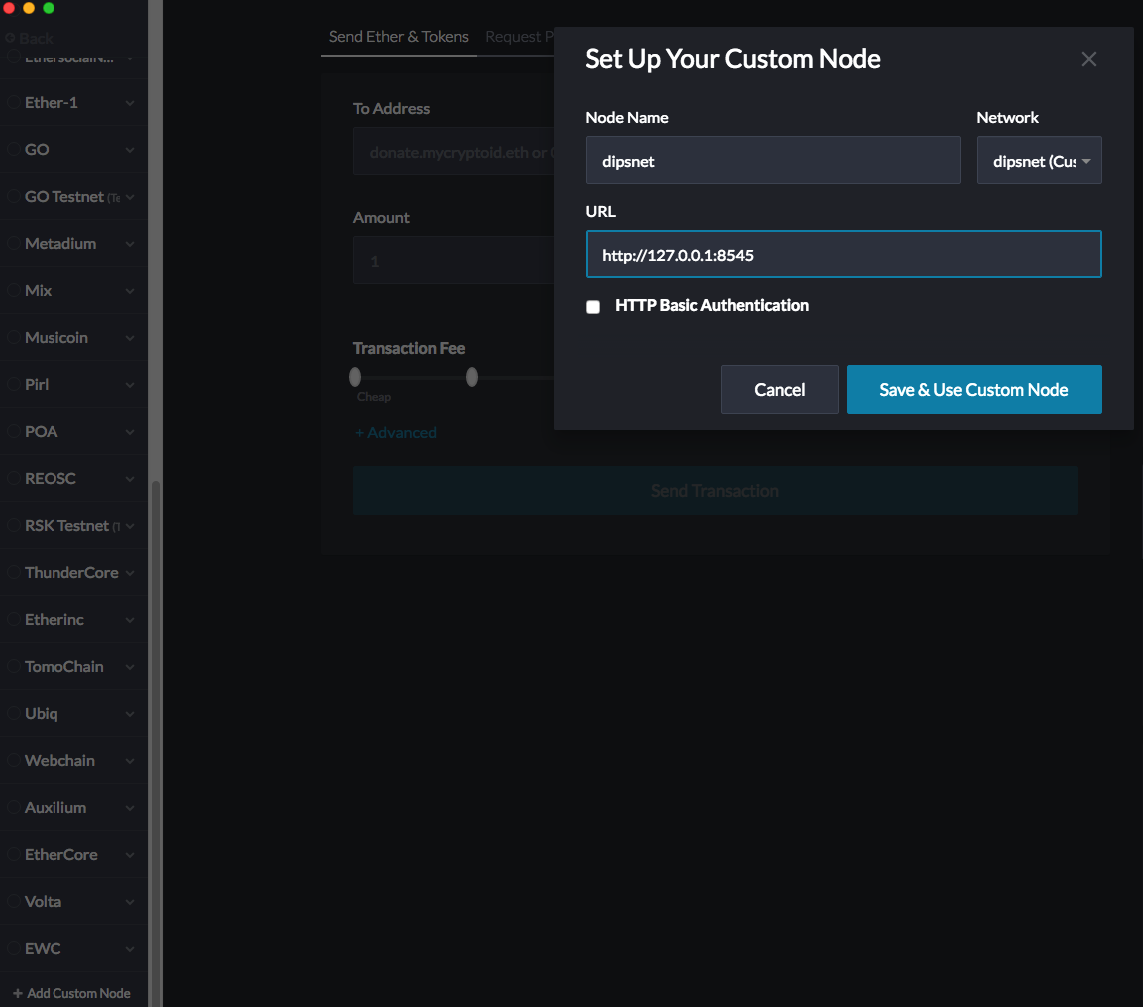 Back
EthersocialN...
Ether-1
GO
GO Testnet (Te
Metadium
Mix
Musicoin
Pirl
POA
REOSC
RSK Testnet (T
ThunderCore
Etherinc
TomoChain
Ubiq
Webchain
Auxilium
EtherCore
Volta
EWC
+ Add Custom Node
Send Ether & Tokens
Request P
To Address
donate.mycryptoid.eth or
Amount
1
Transaction Fee
Cheap
+ Advanced
Send Transaction
Set Up Your Custom Node
Node Name
Network
dipsnet
dipsnet (Cus
URL
http://127.0.0.1:8545
HTTP Basic Authentication
Cancel
Save & Use Custom Node